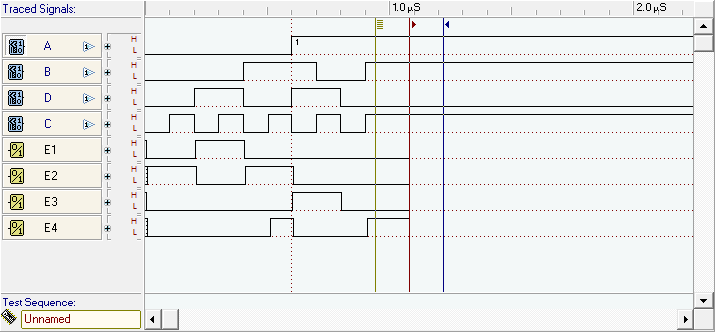 Traced Signals:
1.0 µS
2.0 µS
A
H
L
1
B
H
L
D
H
L
C
H
L
E1
H
L
E2
H
L
E3
H
L
E4
H
L
Test Sequence:
Unnamed